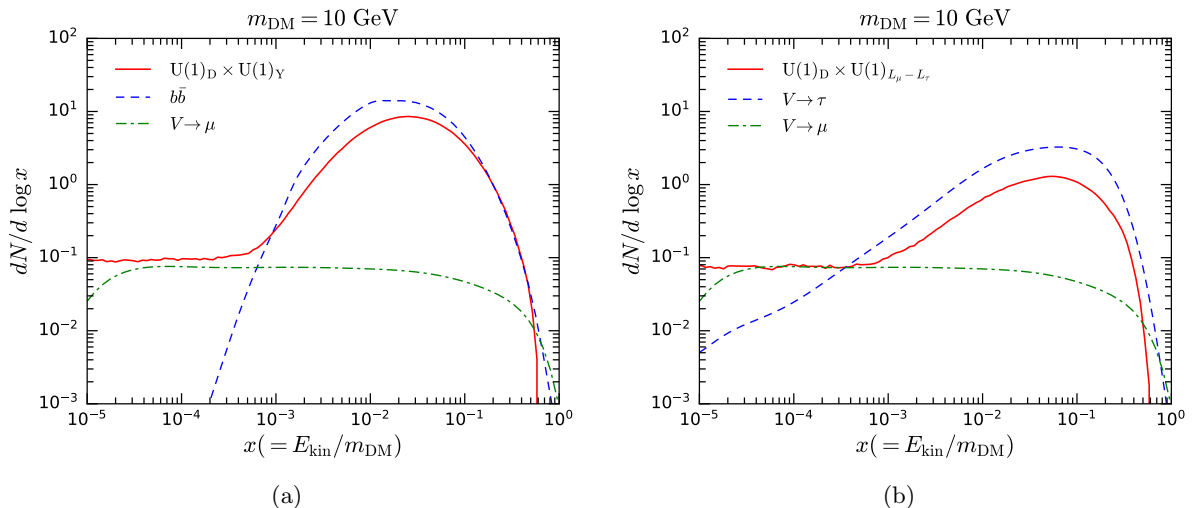 m_DM = 10 GeV
10^2
10^1
10^0
10^−1
10^−2
10^−3
dN/d log x
U(1)_D × U(1)_Y
bb̄
V → μ
10^−5
10^−4
10^−3
10^−2
10^−1
10^0
x( = E_kin/m_DM)
(a)
m_DM = 10 GeV
10^2
10^1
10^0
10^−1
10^−2
10^−3
dN/d log x
U(1)_D × U(1)_{L_μ − L_τ}
V → τ
V → μ
10^−5
10^−4
10^−3
10^−2
10^−1
10^0
x( = E_kin/m_DM)
(b)